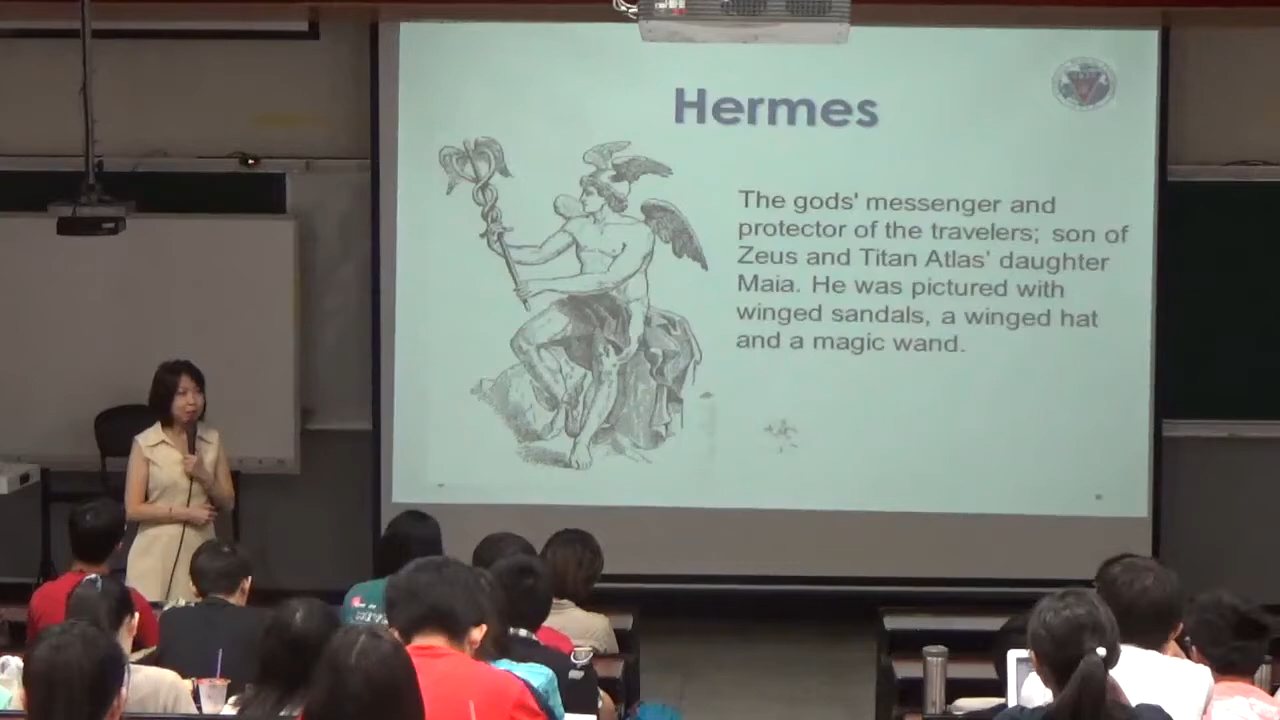 Hermes
The gods' messenger and
protector of the travelers; son of
Zeus and Titan Atlas' daughter
Maia. He was pictured with
winged sandals, a winged hat
and a magic wand.